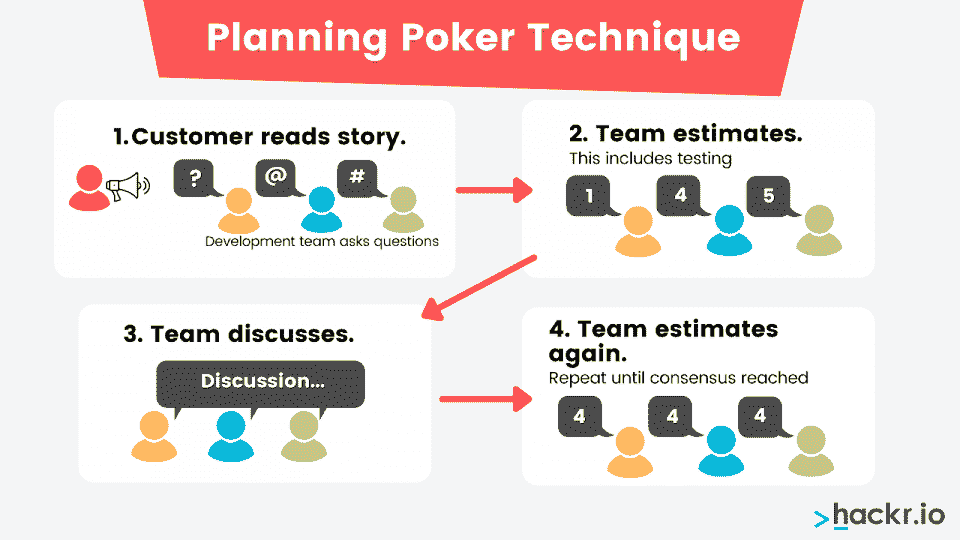 Planning Poker Technique
1. Customer reads story.
? @ #
Development team asks questions
2. Team estimates.
This includes testing
1 4 5
3. Team discusses.
Discussion...
4. Team estimates
again.
Repeat until consensus reached
4 4 4
>hackr.io